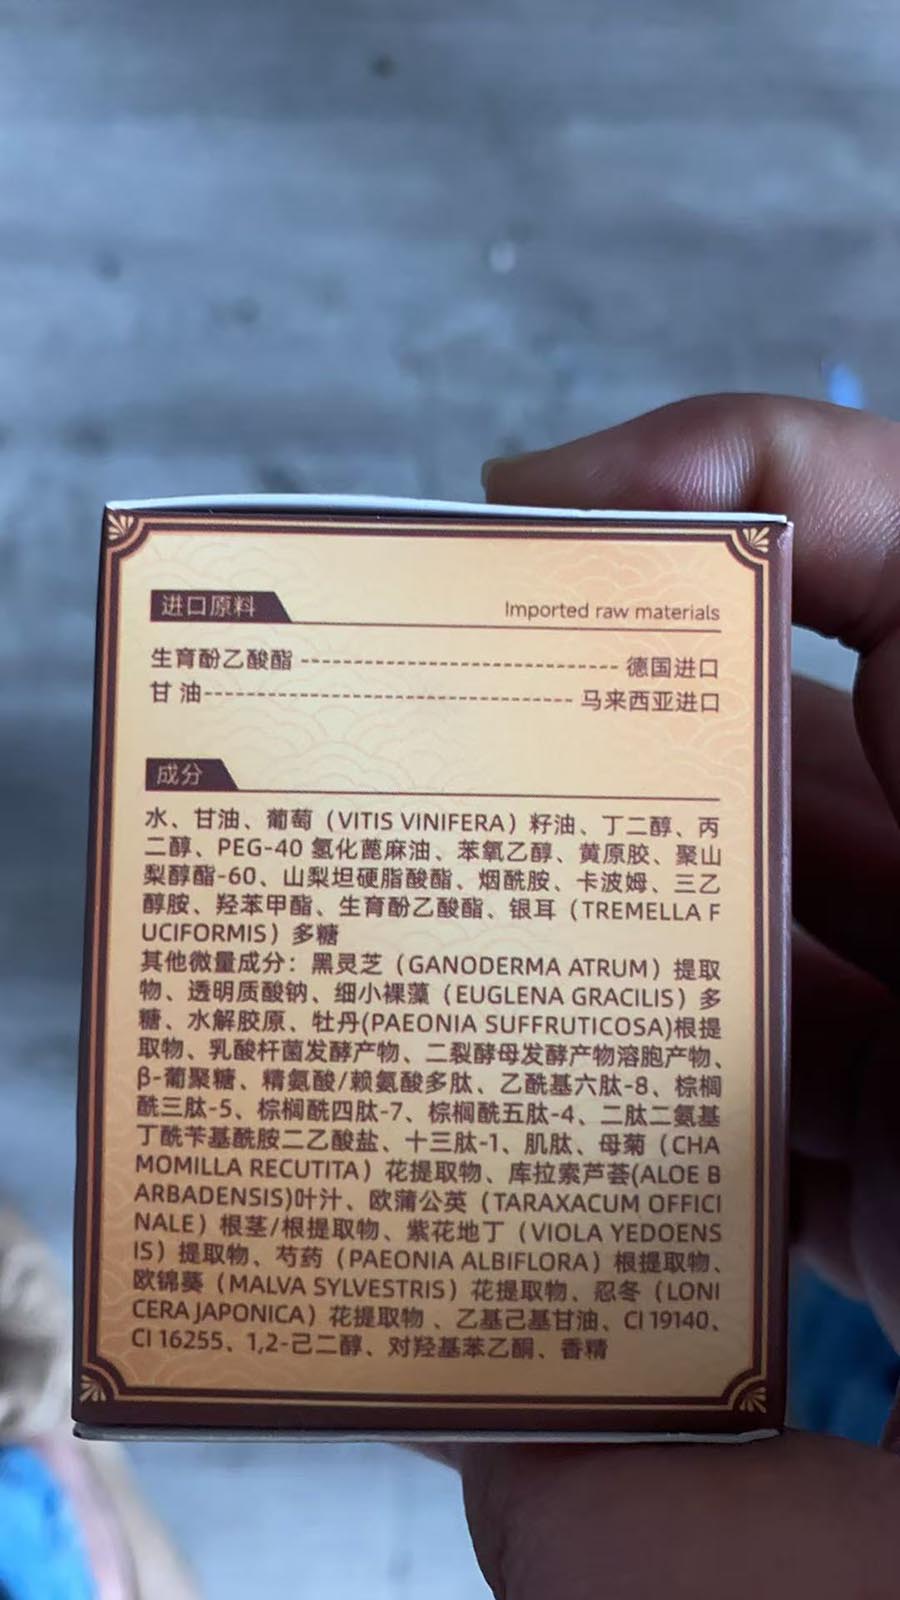 进口原料
Imported raw materials
生育酚乙酸酯 --- 德国进口
甘 油--- 马来西亚进口
成分
水、甘油、葡萄（VITIS VINIFERA）籽油、丁二醇、丙
二醇、PEG-40 氢化蓖麻油、苯氧乙醇、黄原胶、聚山
梨醇酯-60、山梨坦硬脂酸酯、烟酰胺、卡波姆、三乙
醇胺、羟苯甲酯、生育酚乙酸酯、银耳（TREMELLA F
UCIFORMIS）多糖
其他微量成分：黑灵芝（GANODERMA ATRUM）提取
物、透明质酸钠、细小裸藻（EUGLENA GRACILIS）多
糖、水解胶原、牡丹(PAEONIA SUFFRUTICOSA)根提
取物、乳酸杆菌发酵产物、二裂酵母发酵产物溶胞产物、
β-葡聚糖、精氨酸/赖氨酸多肽、乙酰基六肽-8、棕榈
酰三肽-5、棕榈酰四肽-7、棕榈酰五肽-4、二肽二氨基
丁酰苄基酰胺二乙酸盐、十三肽-1、肌肽、母菊（CHA
MOMILLA RECUTITA）花提取物、库拉索芦荟(ALOE B
ARBADENSIS)叶汁、欧蒲公英（TARAXACUM OFFICI
NALE）根茎/根提取物、紫花地丁（VIOLA YEDOENS
IS）提取物、芍药（PAEONIA ALBIFLORA）根提取物、
欧锦葵（MALVA SYLVESTRIS）花提取物、忍冬（LONI
CERA JAPONICA）花提取物 、乙基己基甘油、CI 19140、
CI 16255、1,2-己二醇、对羟基苯乙酮、香精